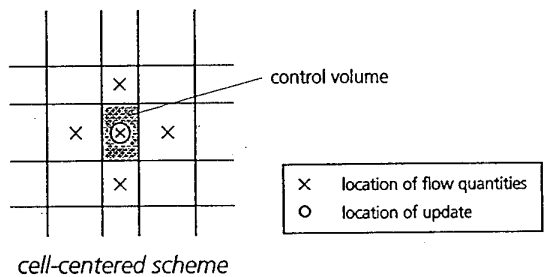 control volume
× location of flow quantities
○ location of update
cell-centered scheme